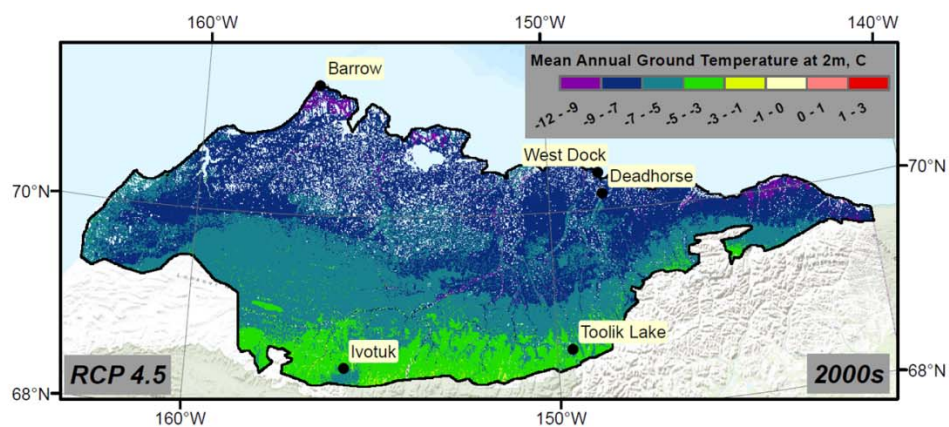 160°W 150°W 140°W
Mean Annual Ground Temperature at 2m, C
-12 - -9 -9 - -7 -7 - -5 -5 - -3 -3 - -1 -1 - 0 0 - 1 1 - 3
Barrow
West Dock
Deadhorse
70°N 70°N
Toolik Lake
Ivotuk
RCP 4.5 2000s
68°N 68°N
160°W 150°W